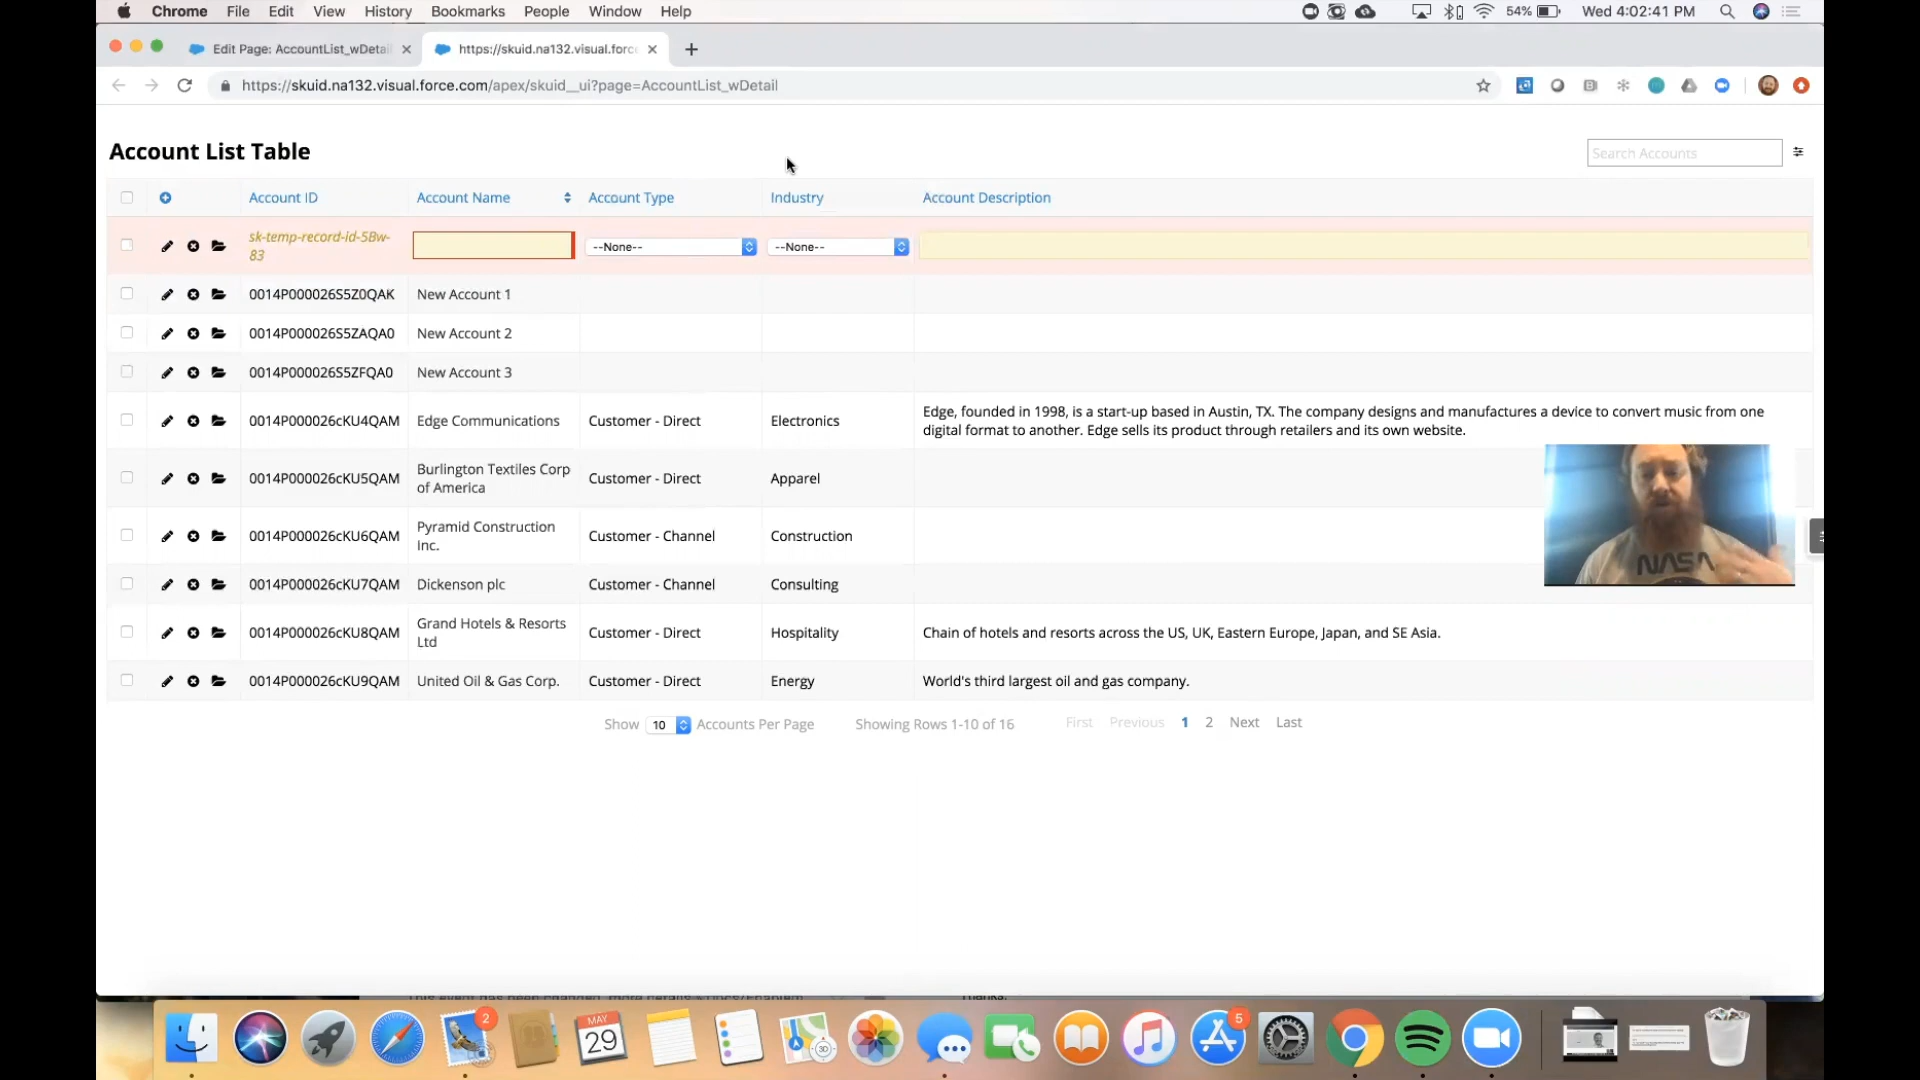 Chrome File Edit View History Bookmarks People Window Help 54% Wed 4:02:41 PM
Edit Page: AccountList_wDetai https://skuid.na132.visual.forc
https://skuid.na132.visual.force.com/apex/skuid__ui?page=AccountList_wDetail
Account List Table
Search Accounts
Account ID Account Name Account Type Industry Account Description
sk-temp-record-id-5Bw-
83
--None-- --None--
0014P000026S5Z0QAK New Account 1
0014P000026S5ZAQA0 New Account 2
0014P000026S5ZFQA0 New Account 3
0014P000026cKU4QAM Edge Communications Customer - Direct Electronics Edge, founded in 1998, is a start-up based in Austin, TX. The company designs and manufactures a device to convert music from one
digital format to another. Edge sells its product through retailers and its own website.
0014P000026cKU5QAM Burlington Textiles Corp
of America Customer - Direct Apparel
0014P000026cKU6QAM Pyramid Construction
Inc. Customer - Channel Construction
NASA
0014P000026cKU7QAM Dickenson plc Customer - Channel Consulting
0014P000026cKU8QAM Grand Hotels & Resorts
Ltd Customer - Direct Hospitality Chain of hotels and resorts across the US, UK, Eastern Europe, Japan, and SE Asia.
0014P000026cKU9QAM United Oil & Gas Corp. Customer - Direct Energy World's third largest oil and gas company.
Show 10 Accounts Per Page Showing Rows 1-10 of 16 First Previous 1 2 Next Last
2
MAY
29
3D
5